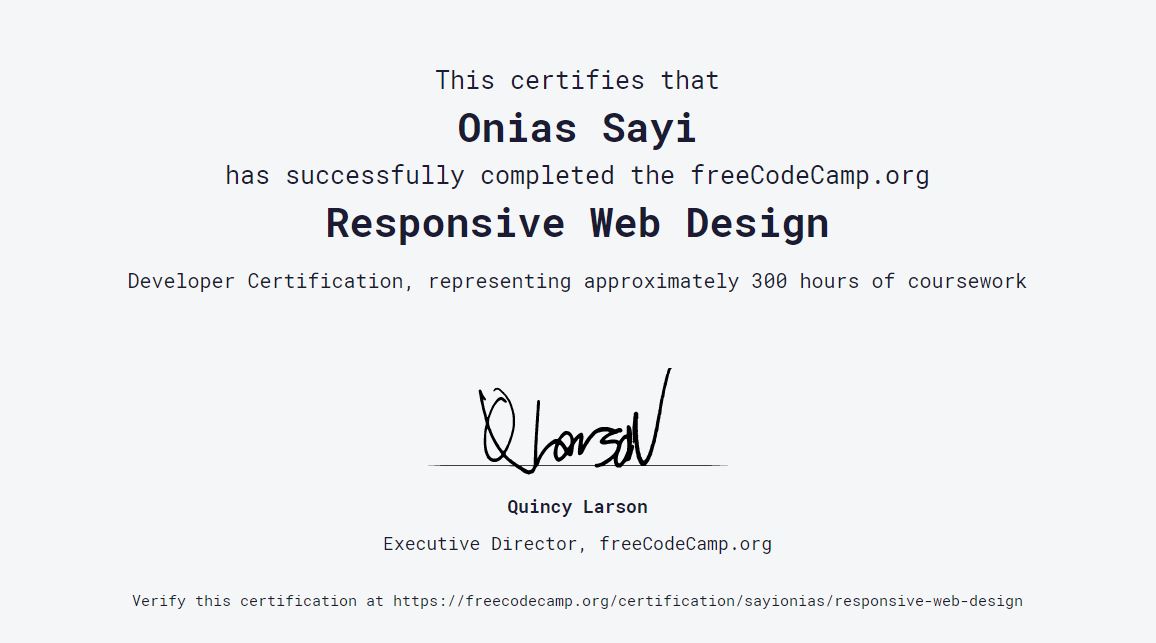 This certifies that
Onias Sayi
has successfully completed the freeCodeCamp.org
Responsive Web Design
Developer Certification, representing approximately 300 hours of coursework
Q Larson
Quincy Larson
Executive Director, freeCodeCamp.org
Verify this certification at https://freecodecamp.org/certification/sayionias/responsive-web-design